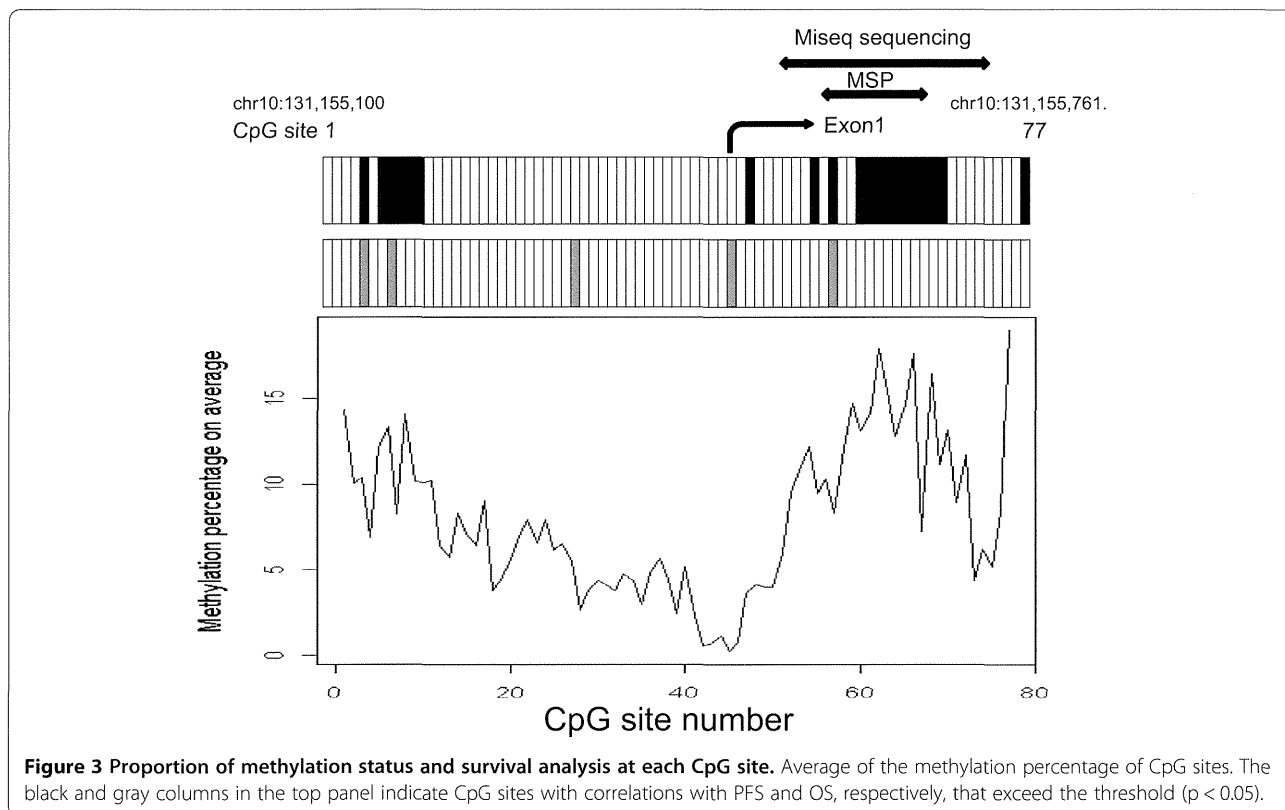 Miseq sequencing
MSP
chr10:131,155,100
chr10:131,155,761.
CpG site 1
Exon1
77
Methylation percentage on average
15
10
5
0
0
20
40
60
80
CpG site number
Figure 3 Proportion of methylation status and survival analysis at each CpG site. Average of the methylation percentage of CpG sites. The
black and gray columns in the top panel indicate CpG sites with correlations with PFS and OS, respectively, that exceed the threshold (p < 0.05).